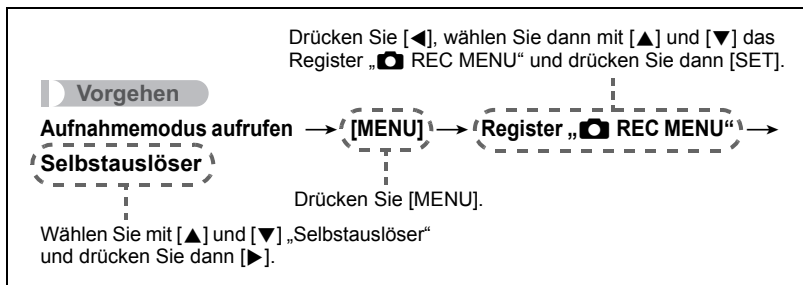 Drücken Sie [◀], wählen Sie dann mit [▲] und [▼] das
Register „📷 REC MENU“ und drücken Sie dann [SET].
Vorgehen
Aufnahmemodus aufrufen → [MENU] → Register „📷 REC MENU“ →
Selbstauslöser
Drücken Sie [MENU].
Wählen Sie mit [▲] und [▼] „Selbstauslöser“
und drücken Sie dann [▶].